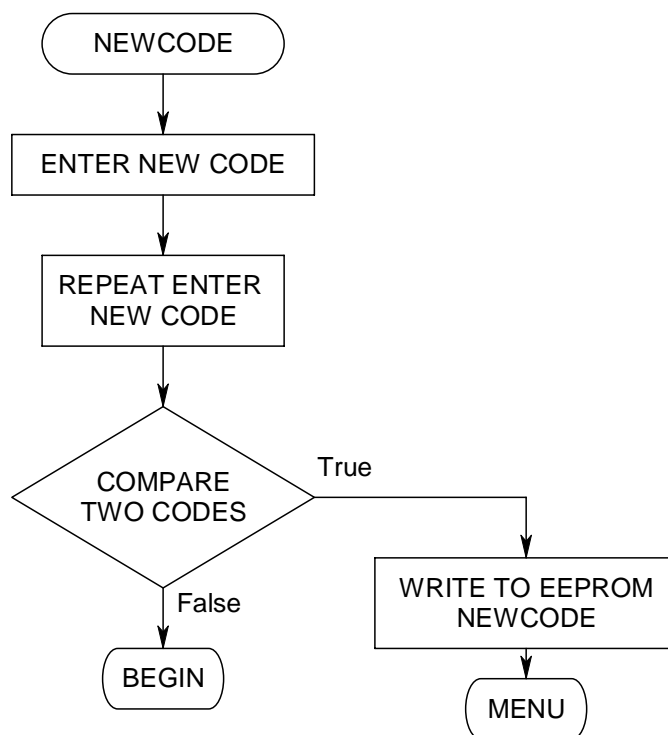 NEWCODE
ENTER NEW CODE
REPEAT ENTER
NEW CODE
COMPARE
TWO CODES
True
False
WRITE TO EEPROM
NEWCODE
BEGIN
MENU